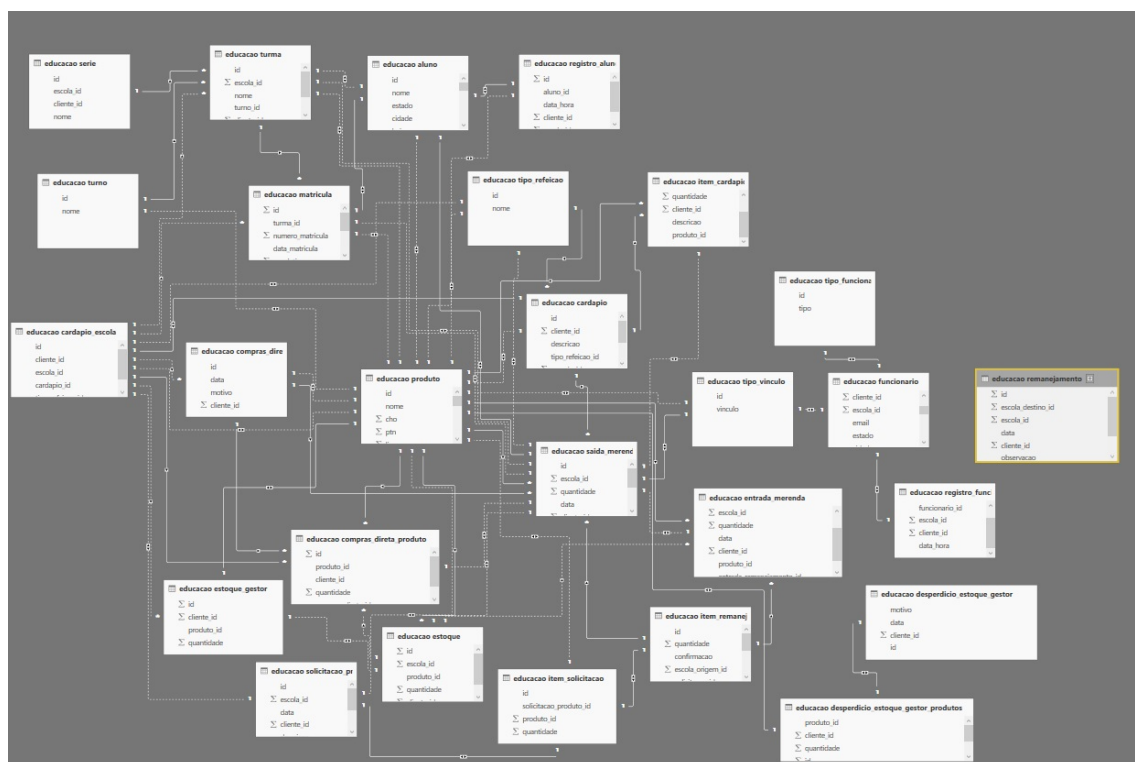 educacao serie
id
escola_id
cliente_id
nome
educacao turma
id
Σ escola_id
nome
turno_id
educacao aluno
id
nome
estado
cidade
educacao registro_alun
Σ id
aluno_id
data_hora
Σ cliente_id
educacao turno
id
nome
educacao matricula
Σ id
turma_id
Σ numero_matricula
data_matricula
educacao tipo_refeicao
id
nome
educacao item_cardapi
Σ quantidade
Σ cliente_id
descricao
produto_id
educacao tipo_funciona
id
tipo
educacao cardapio_escola
id
cliente_id
escola_id
cardapio_id
educacao compras_dire
id
data
motivo
Σ cliente_id
educacao cardapio
id
Σ cliente_id
descricao
tipo_refeicao_id
educacao produto
id
nome
Σ cho
Σ ptn
educacao tipo_vinculo
id
vinculo
educacao funcionario
Σ cliente_id
Σ escola_id
email
estado
educacao remanejamento
Σ id
Σ escola_destino_id
Σ escola_id
data
Σ cliente_id
observacao
educacao saida_merend
id
Σ escola_id
Σ quantidade
data
educacao entrada_merenda
Σ escola_id
Σ quantidade
data
Σ cliente_id
produto_id
educacao registro_func
funcionario_id
Σ escola_id
Σ cliente_id
data_hora
educacao compras_direta_produto
Σ id
produto_id
cliente_id
Σ quantidade
educacao estoque_gestor
Σ id
Σ cliente_id
produto_id
Σ quantidade
educacao estoque
Σ id
Σ escola_id
produto_id
Σ quantidade
educacao item_remanej
id
Σ quantidade
confirmacao
Σ escola_origem_id
educacao desperdicio_estoque_gestor
motivo
data
Σ cliente_id
id
educacao solicitacao_pr
id
Σ escola_id
data
Σ cliente_id
educacao item_solicitacao
id
solicitacao_produto_id
Σ produto_id
Σ quantidade
educacao desperdicio_estoque_gestor_produtos
produto_id
Σ cliente_id
Σ quantidade